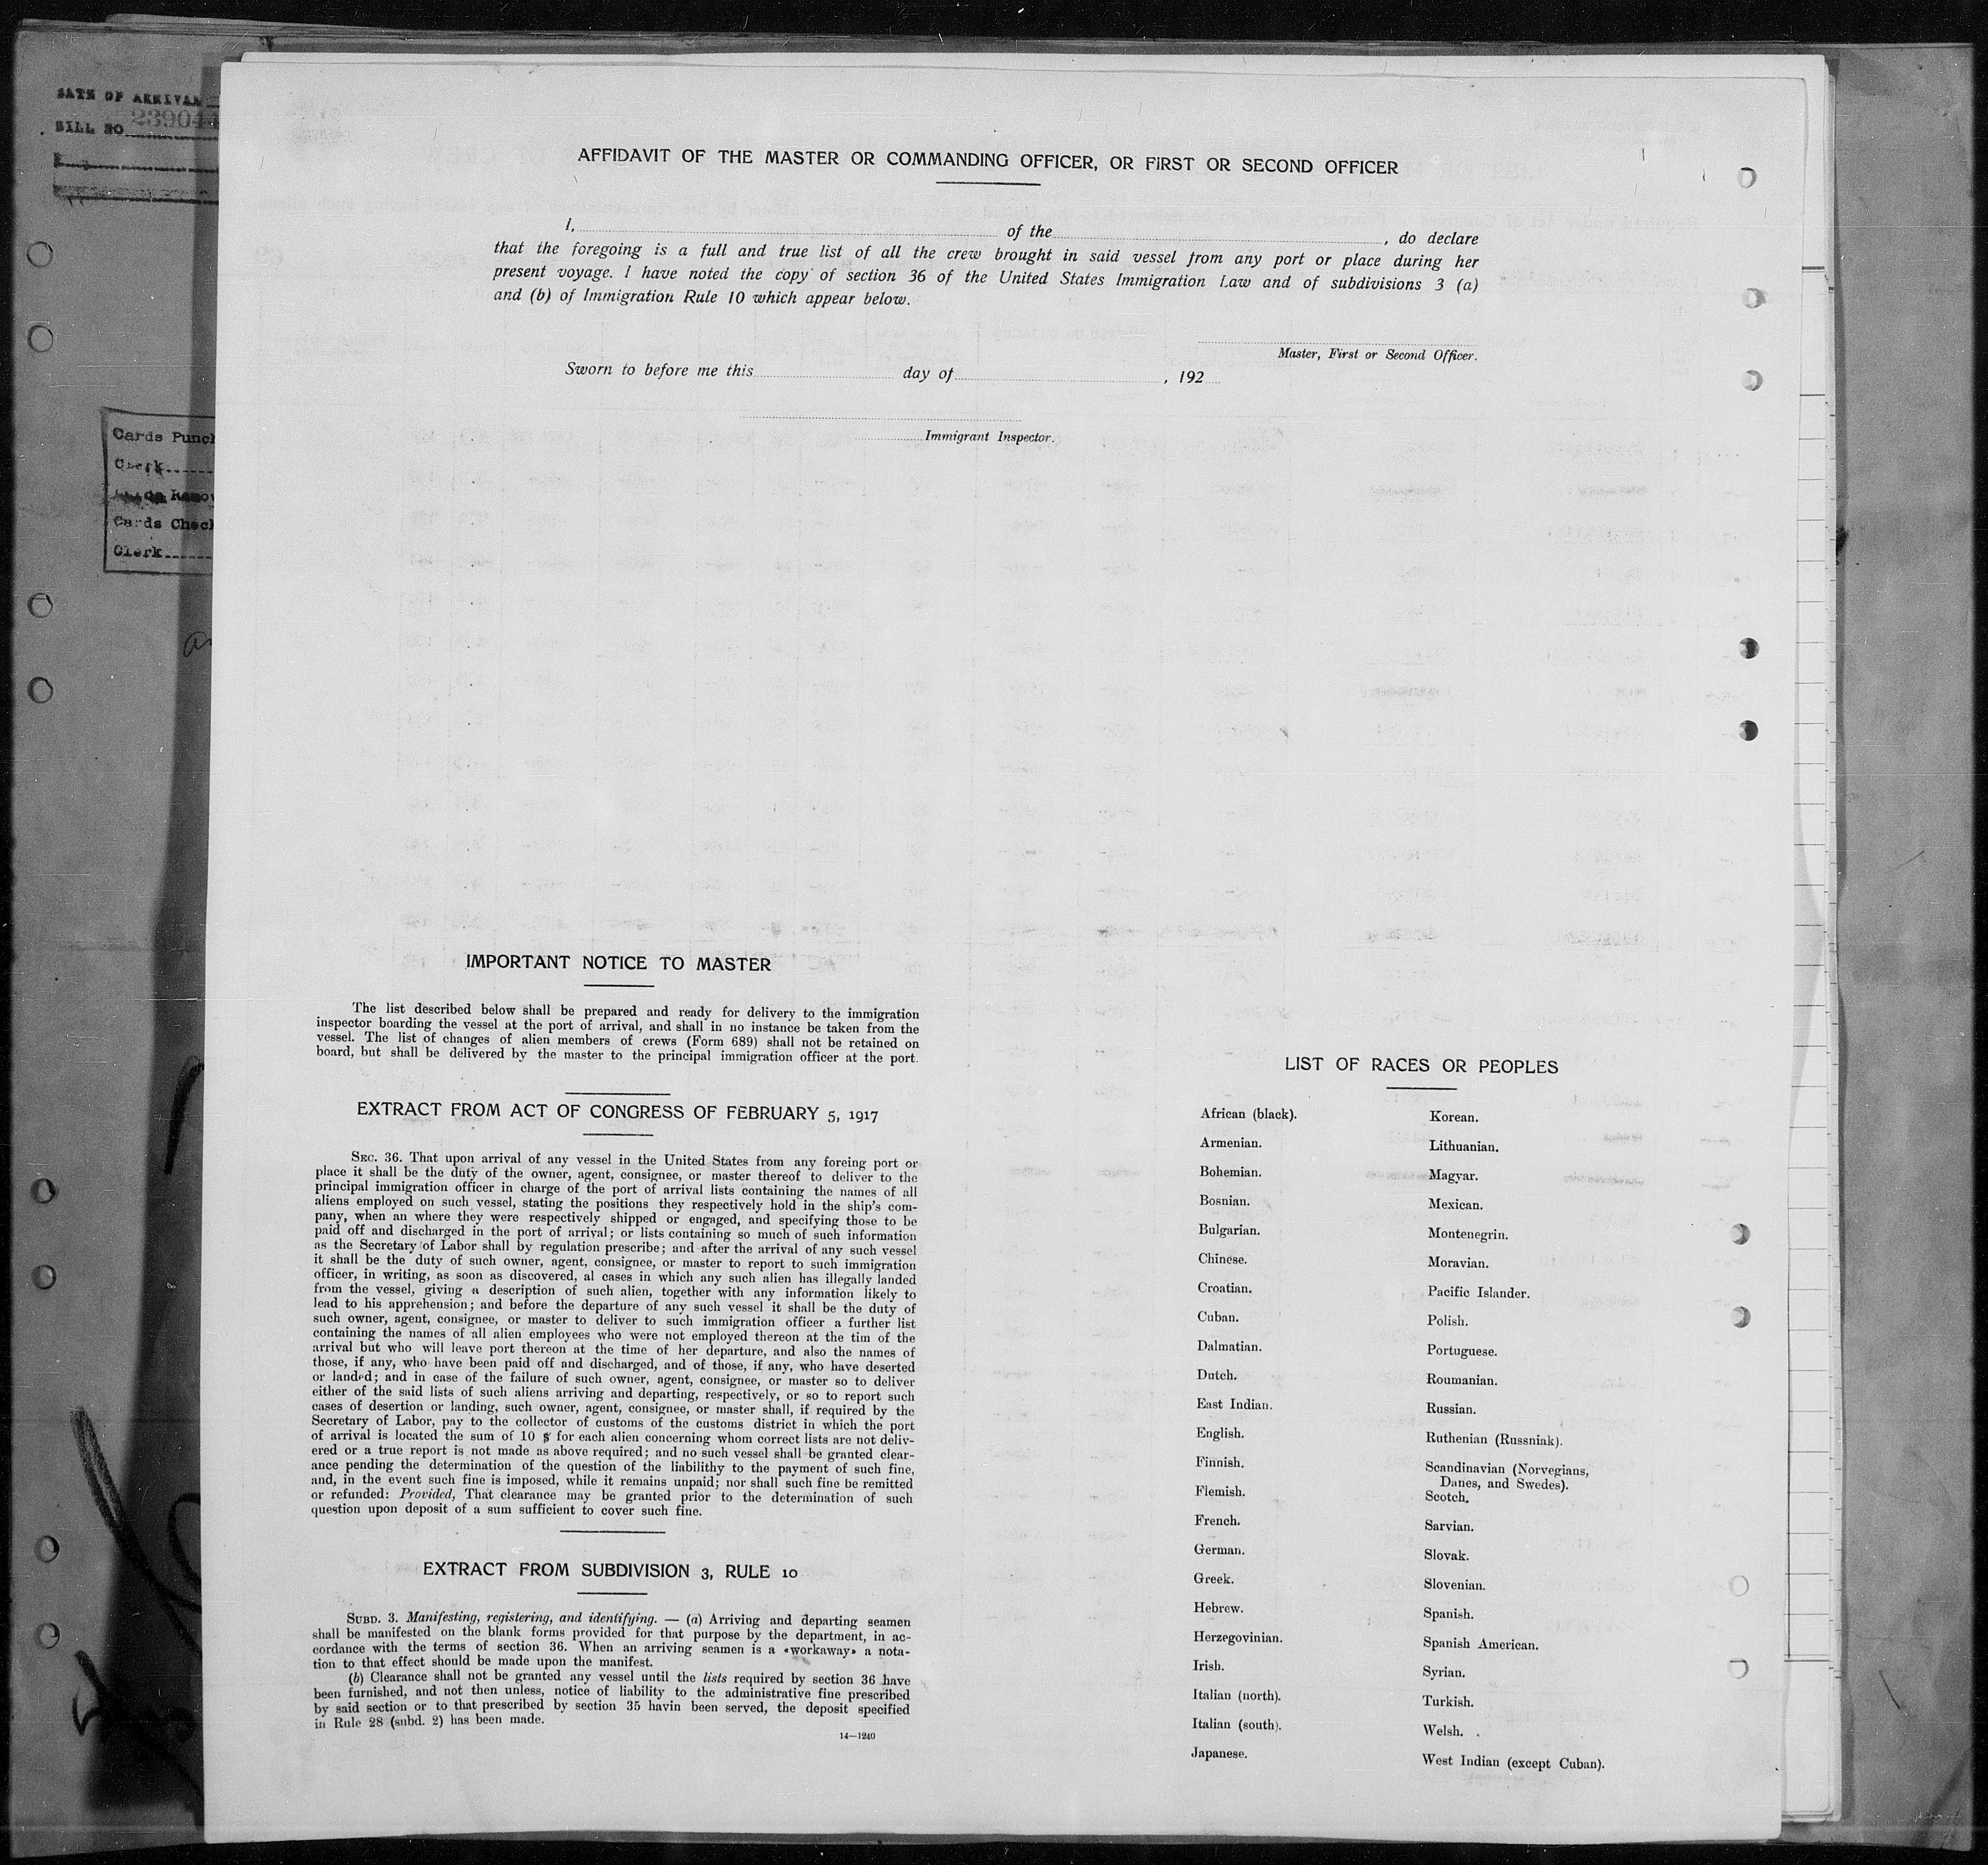 DATE OF ARRIVAL
BILL NO 23904
Cards Punch
Clerk
Cards Remov
Cards Check
Clerk
AFFIDAVIT OF THE MASTER OR COMMANDING OFFICER, OR FIRST OR SECOND OFFICER
I, of the , do declare
that the foregoing is a full and true list of all the crew brought in said vessel from any port or place during her
present voyage. I have noted the copy of section 36 of the United States Immigration Law and of subdivisions 3 (a)
and (b) of Immigration Rule 10 which appear below.
Master, First or Second Officer.
Sworn to before me this day of , 192
Immigrant Inspector.
IMPORTANT NOTICE TO MASTER
The list described below shall be prepared and ready for delivery to the immigration
inspector boarding the vessel at the port of arrival, and shall in no instance be taken from the
vessel. The list of changes of alien members of crews (Form 689) shall not be retained on
board, but shall be delivered by the master to the principal immigration officer at the port.
EXTRACT FROM ACT OF CONGRESS OF FEBRUARY 5, 1917
SEC. 36. That upon arrival of any vessel in the United States from any foreing port or
place it shall be the duty of the owner, agent, consignee, or master thereof to deliver to the
principal immigration officer in charge of the port of arrival lists containing the names of all
aliens employed on such vessel, stating the positions they respectively hold in the ship's com-
pany, when an where they were respectively shipped or engaged, and specifying those to be
paid off and discharged in the port of arrival; or lists containing so much of such information
as the Secretary of Labor shall by regulation prescribe; and after the arrival of any such vessel
it shall be the duty of such owner, agent, consignee, or master to report to such immigration
officer, in writing, as soon as discovered, al cases in which any such alien has illegally landed
from the vessel, giving a description of such alien, together with any information likely to
lead to his apprehension; and before the departure of any such vessel it shall be the duty of
such owner, agent, consignee, or master to deliver to such immigration officer a further list
containing the names of all alien employees who were not employed thereon at the tim of the
arrival but who will leave port thereon at the time of her departure, and also the names of
those, if any, who have been paid off and discharged, and of those, if any, who have deserted
or landed; and in case of the failure of such owner, agent, consignee, or master so to deliver
either of the said lists of such aliens arriving and departing, respectively, or so to report such
cases of desertion or landing, such owner, agent, consignee, or master shall, if required by the
Secretary of Labor, pay to the collector of customs of the customs district in which the port
of arrival is located the sum of 10 $ for each alien concerning whom correct lists are not deliv-
ered or a true report is not made as above required; and no such vessel shall be granted clear-
ance pending the determination of the question of the liabilithy to the payment of such fine,
and, in the event such fine is imposed, while it remains unpaid; nor shall such fine be remitted
or refunded: Provided, That clearance may be granted prior to the determination of such
question upon deposit of a sum sufficient to cover such fine.
EXTRACT FROM SUBDIVISION 3, RULE 10
SUBD. 3. Manifesting, registering, and identifying. — (a) Arriving and departing seamen
shall be manifested on the blank forms provided for that purpose by the department, in ac-
cordance with the terms of section 36. When an arriving seamen is a «workaway» a nota-
tion to that effect should be made upon the manifest.
(b) Clearance shall not be granted any vessel until the lists required by section 36 have
been furnished, and not then unless, notice of liability to the administrative fine prescribed
by said section or to that prescribed by section 35 havin been served, the deposit specified
in Rule 28 (subd. 2) has been made.
14—1240
LIST OF RACES OR PEOPLES
African (black).
Armenian.
Bohemian.
Bosnian.
Bulgarian.
Chinese.
Croatian.
Cuban.
Dalmatian.
Dutch.
East Indian.
English.
Finnish.
Flemish.
French.
German.
Greek.
Hebrew.
Herzegovinian.
Irish.
Italian (north).
Italian (south).
Japanese.
Korean.
Lithuanian.
Magyar.
Mexican.
Montenegrin.
Moravian.
Pacific Islander.
Polish.
Portuguese.
Roumanian.
Russian.
Ruthenian (Russniak).
Scandinavian (Norvegians,
Danes, and Swedes).
Scotch.
Sarvian.
Slovak.
Slovenian.
Spanish.
Spanish American.
Syrian.
Turkish.
Welsh.
West Indian (except Cuban).